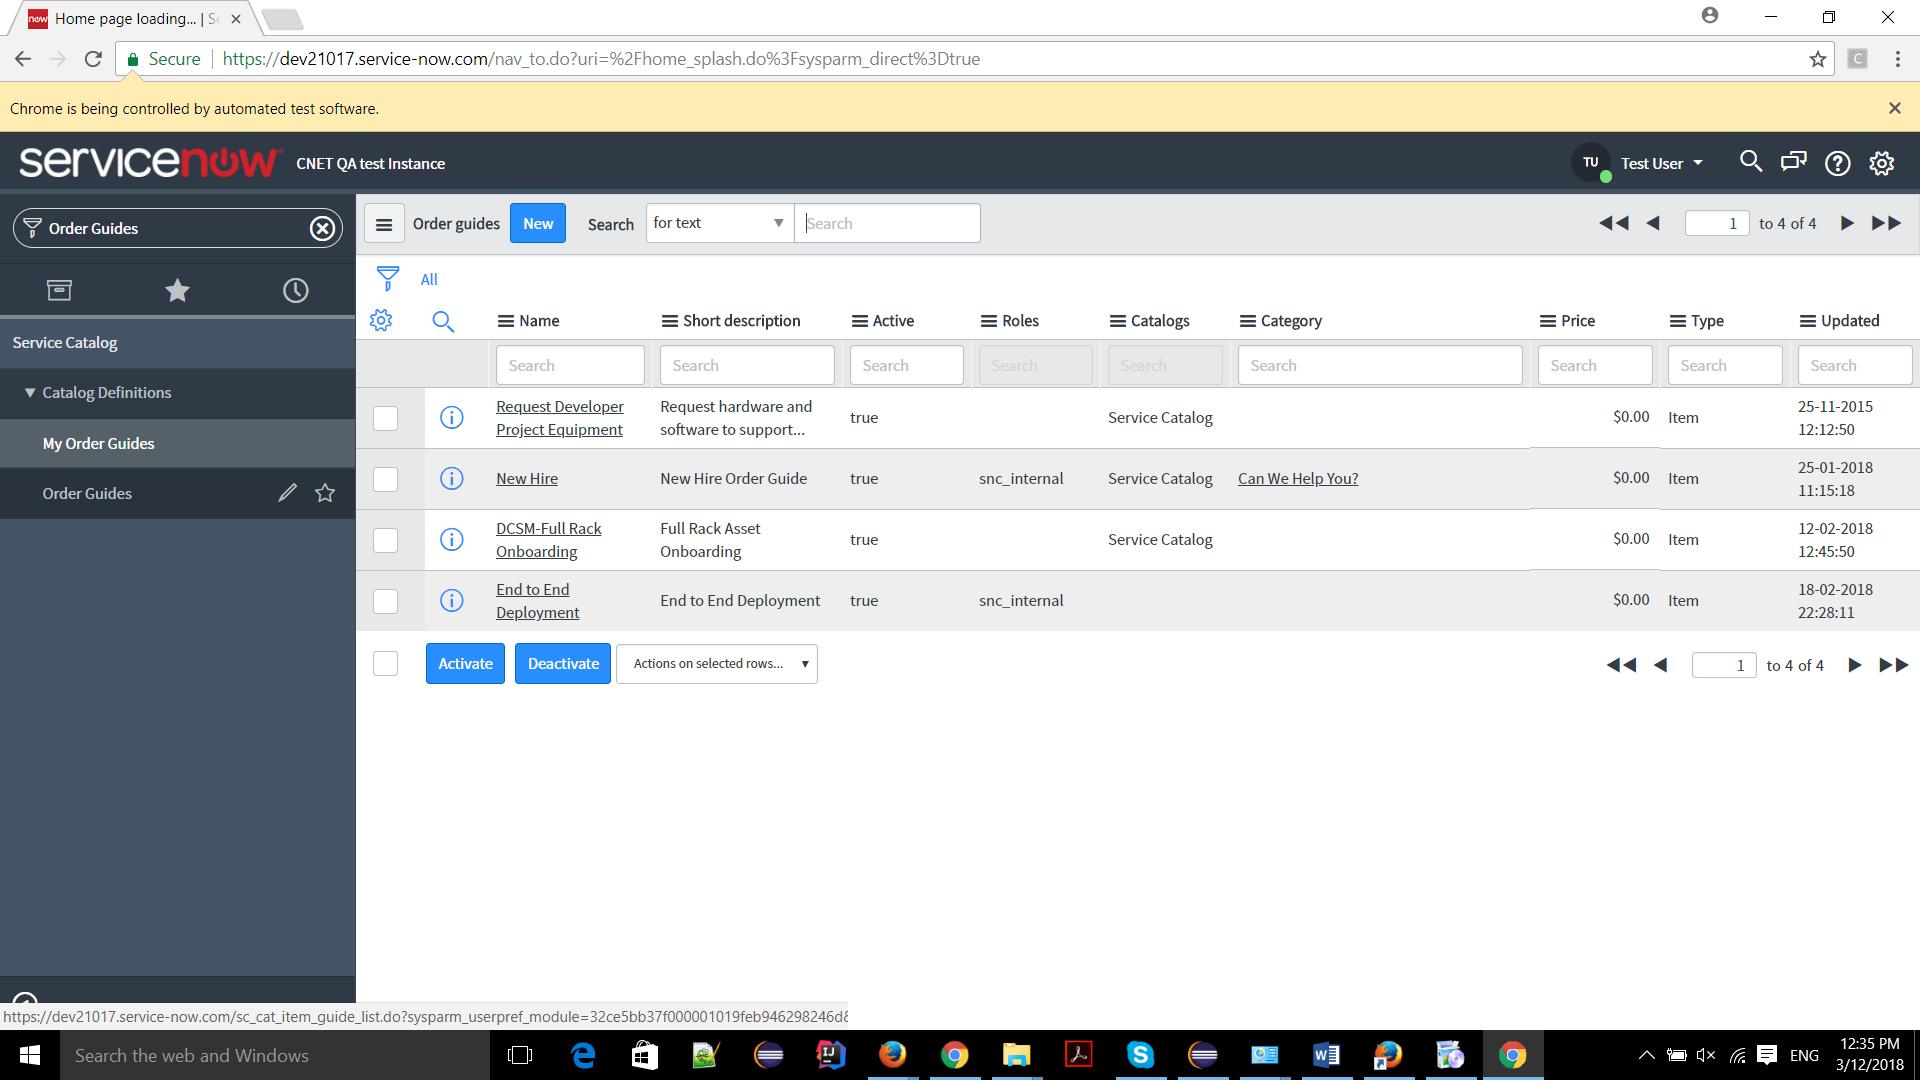 now Home page loading... | S
Secure https://dev21017.service-now.com/nav_to.do?uri=%2Fhome_splash.do%3Fsysparm_direct%3Dtrue C
Chrome is being controlled by automated test software.
servicenow CNET QA test Instance TU Test User
Order Guides
Service Catalog
Catalog Definitions
My Order Guides
Order Guides
Order guides New Search for text Search 1 to 4 of 4
All
Name Short description Active Roles Catalogs Category Price Type Updated
Search Search Search Search Search Search Search Search Search
Request Developer Project Equipment Request hardware and software to support... true Service Catalog $0.00 Item 25-11-2015 12:12:50
New Hire New Hire Order Guide true snc_internal Service Catalog Can We Help You? $0.00 Item 25-01-2018 11:15:18
DCSM-Full Rack Onboarding Full Rack Asset Onboarding true Service Catalog $0.00 Item 12-02-2018 12:45:50
End to End Deployment End to End Deployment true snc_internal $0.00 Item 18-02-2018 22:28:11
Activate Deactivate Actions on selected rows... 1 to 4 of 4
https://dev21017.service-now.com/sc_cat_item_guide_list.do?sysparm_userpref_module=32ce5bb37f000001019feb946298246d&
Search the web and Windows ENG 12:35 PM
3/12/2018